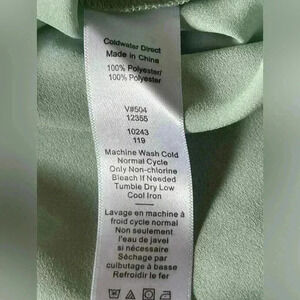 Coldwater Direct
Made in China
100% Polyester/
100% Polyester
V#504
12355
10243
119
Machine Wash Cold
Normal Cycle
Only Non-chlorine
Bleach If Needed
Tumble Dry Low
Cool Iron
Lavage en machine à
froid cycle normal
Non seulement
l'eau de javel
si nécessaire
Séchage par
culbutage à basse
Refroidir le fer